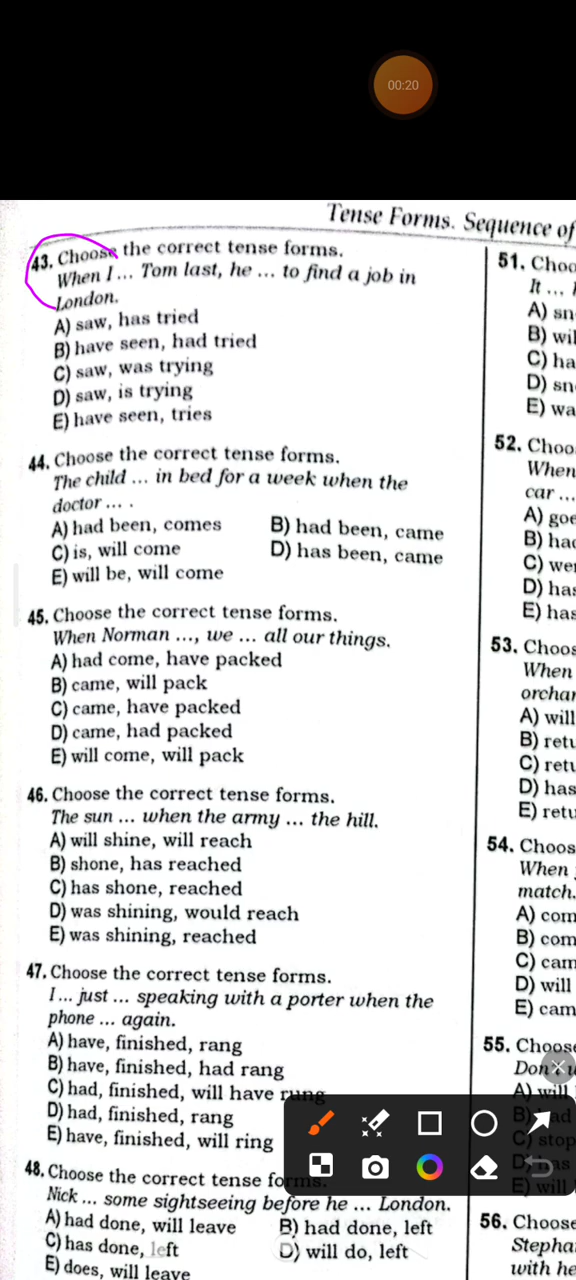 00:20
Tense Forms. Sequence of
43. Choose the correct tense forms.
When I ... Tom last, he ... to find a job in
London.
A) saw, has tried
B) have seen, had tried
C) saw, was trying
D) saw, is trying
E) have seen, tries
44. Choose the correct tense forms.
The child ... in bed for a week when the
doctor ... .
A) had been, comes B) had been, came
C) is, will come D) has been, came
E) will be, will come
45. Choose the correct tense forms.
When Norman ..., we ... all our things.
A) had come, have packed
B) came, will pack
C) came, have packed
D) came, had packed
E) will come, will pack
46. Choose the correct tense forms.
The sun ... when the army ... the hill.
A) will shine, will reach
B) shone, has reached
C) has shone, reached
D) was shining, would reach
E) was shining, reached
47. Choose the correct tense forms.
I ... just ... speaking with a porter when the
phone ... again.
A) have, finished, rang
B) have, finished, had rang
C) had, finished, will have rung
D) had, finished, rang
E) have, finished, will ring
48. Choose the correct tense forms.
Nick ... some sightseeing before he ... London.
A) had done, will leave B) had done, left
C) has done, left D) will do, left
E) does, will leave
51. Choo
It ...
A) sn
B) wil
C) ha
D) sn
E) wa
52. Choo
When
car ...
A) goe
B) had
C) wer
D) has
E) has
53. Choos
When
orchar
A) will
B) retu
C) retu
D) has
E) retu
54. Choos
When
match.
A) com
B) com
C) cam
D) will
E) cam
55. Choose
Don't
A) will
B) had
C) stop
D) has
E) will
56. Choose
Stepha
with he